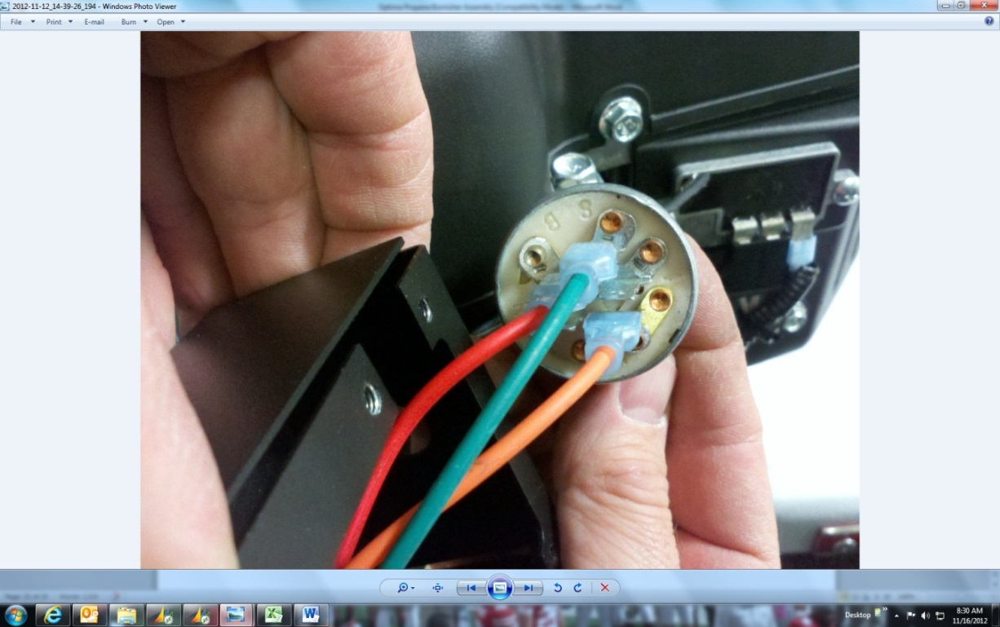 2012-11-12_14-39-26_194 - Windows Photo Viewer
File Print E-mail Burn Open
B S
Desktop
8:30 AM
11/16/2012